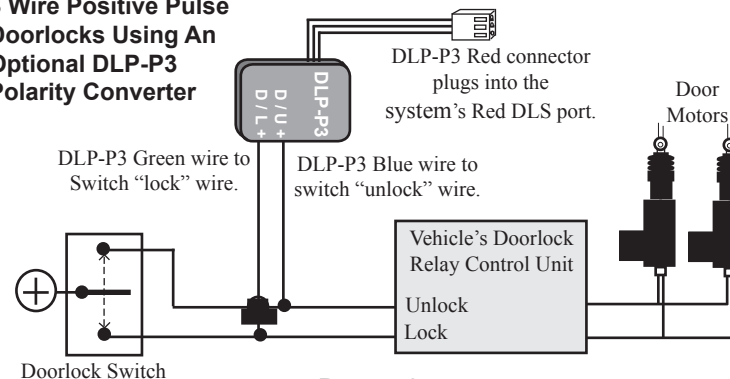 Wire Positive Pulse
Doorlocks Using An
Optional DLP-P3
Polarity Converter
DLP-P3 Red connector
plugs into the
system's Red DLS port.
Door
Motors
DLP-P3
D/U+
D/L+
DLP-P3 Green wire to
Switch “lock” wire.
DLP-P3 Blue wire to
switch “unlock” wire.
Vehicle's Doorlock
Relay Control Unit
Unlock
Lock
Doorlock Switch